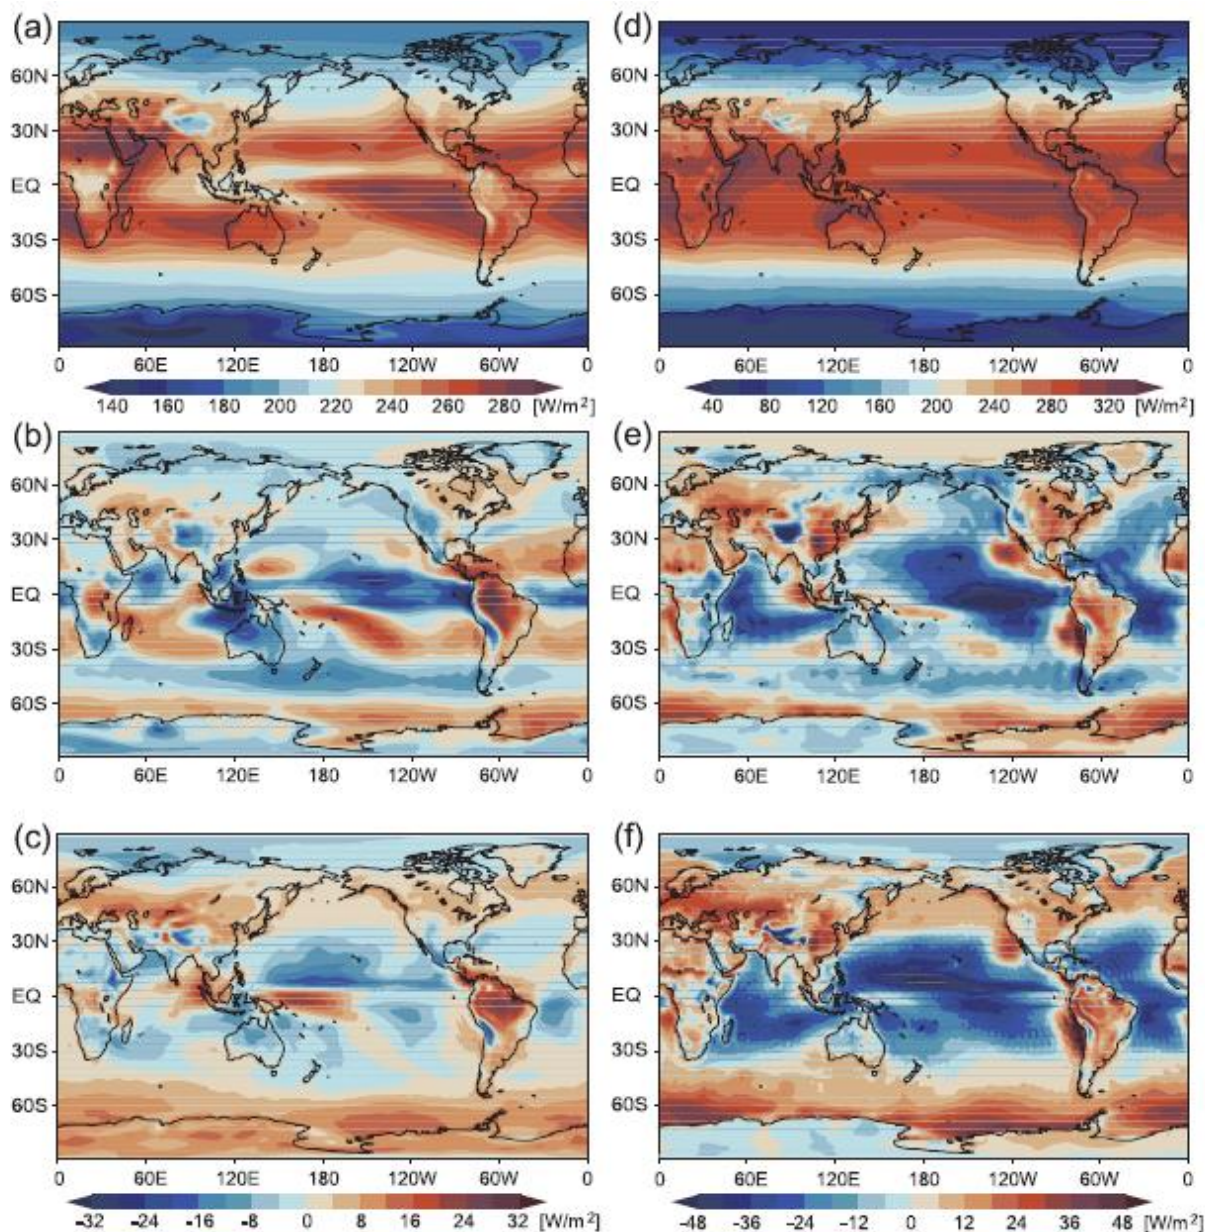 (a)
(d)
60N
30N
EQ
30S
60S
0 60E 120E 180 120W 60W 0
140 160 180 200 220 240 260 280 [W/m²]
60N
30N
EQ
30S
60S
0 60E 120E 180 120W 60W 0
40 80 120 160 200 240 280 320 [W/m²]
(b)
(e)
60N
30N
EQ
30S
60S
0 60E 120E 180 120W 60W 0
60N
30N
EQ
30S
60S
0 60E 120E 180 120W 60W 0
(c)
(f)
60N
30N
EQ
30S
60S
0 60E 120E 180 120W 60W 0
-32 -24 -16 -8 0 8 16 24 32 [W/m²]
60N
30N
EQ
30S
60S
0 60E 120E 180 120W 60W 0
-48 -36 -24 -12 0 12 24 36 48 [W/m²]